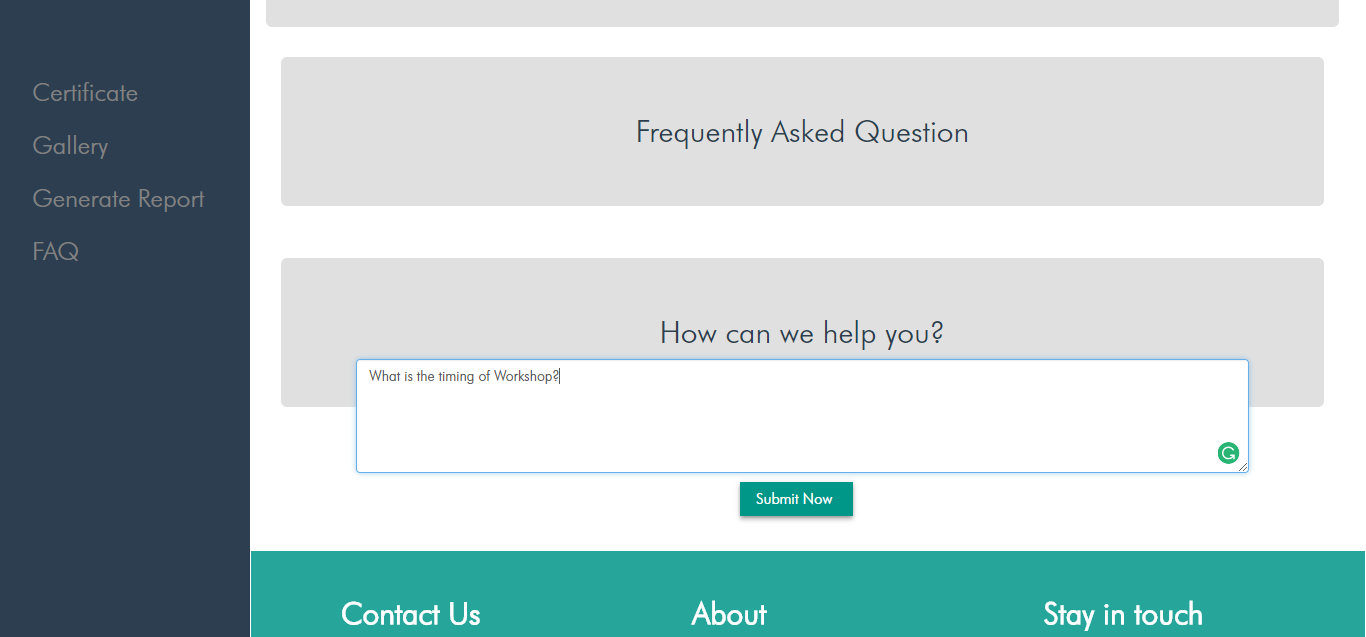 Certificate
Gallery
Generate Report
FAQ
Frequently Asked Question
How can we help you?
What is the timing of Workshop?
Submit Now
Contact Us
About
Stay in touch